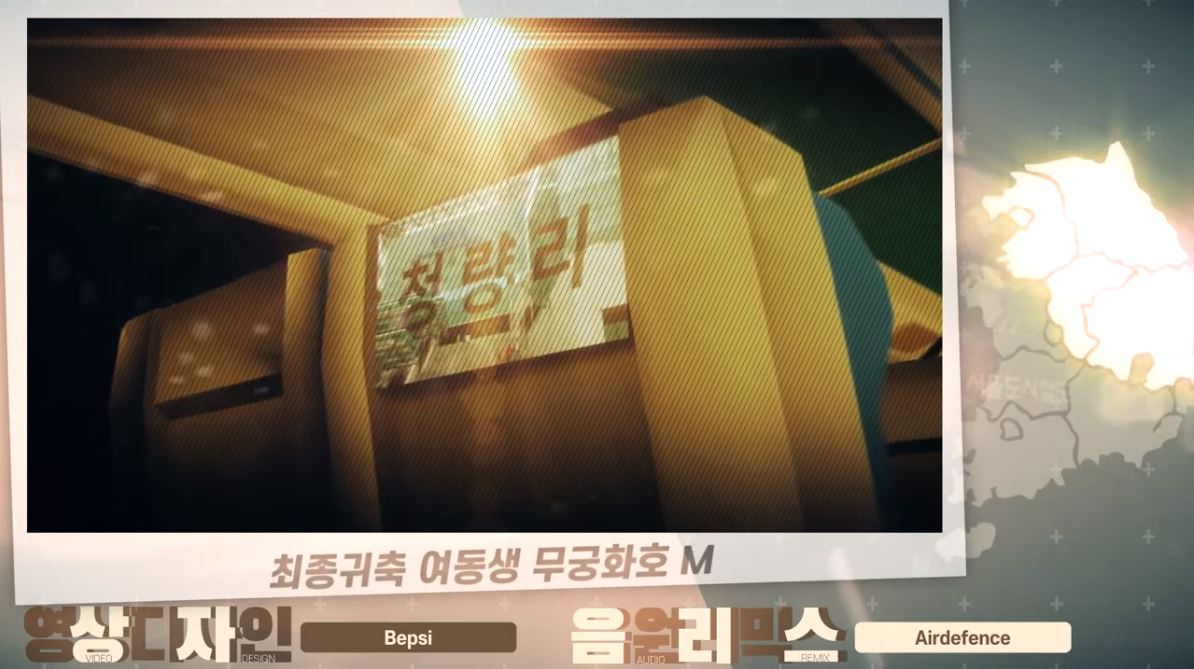 청량리
최종귀축 여동생 무궁화호 M
영상디자인
VIDEO DESIGN
Bepsi
음원리믹스
AUDIO REMIX
Airdefence